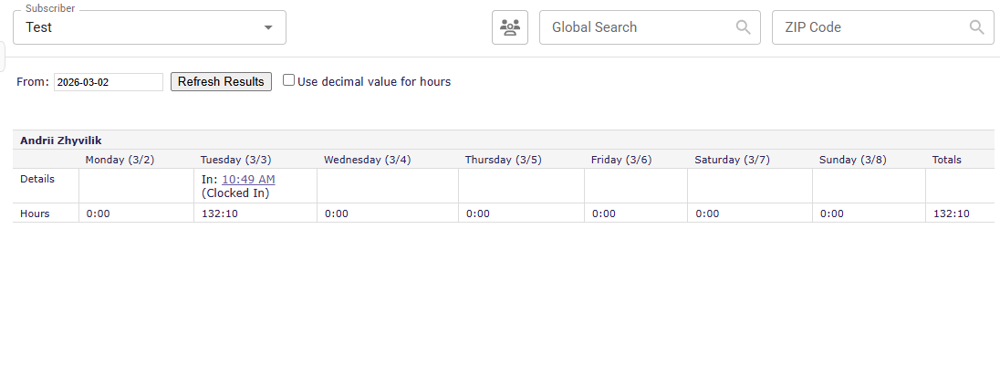 Subscriber
Test
Global Search
ZIP Code
From: 2026-03-02 Refresh Results Use decimal value for hours
Andrii Zhyvilik
Monday (3/2) Tuesday (3/3) Wednesday (3/4) Thursday (3/5) Friday (3/6) Saturday (3/7) Sunday (3/8) Totals
Details In: 10:49 AM
(Clocked In)
Hours 0:00 132:10 0:00 0:00 0:00 0:00 0:00 132:10